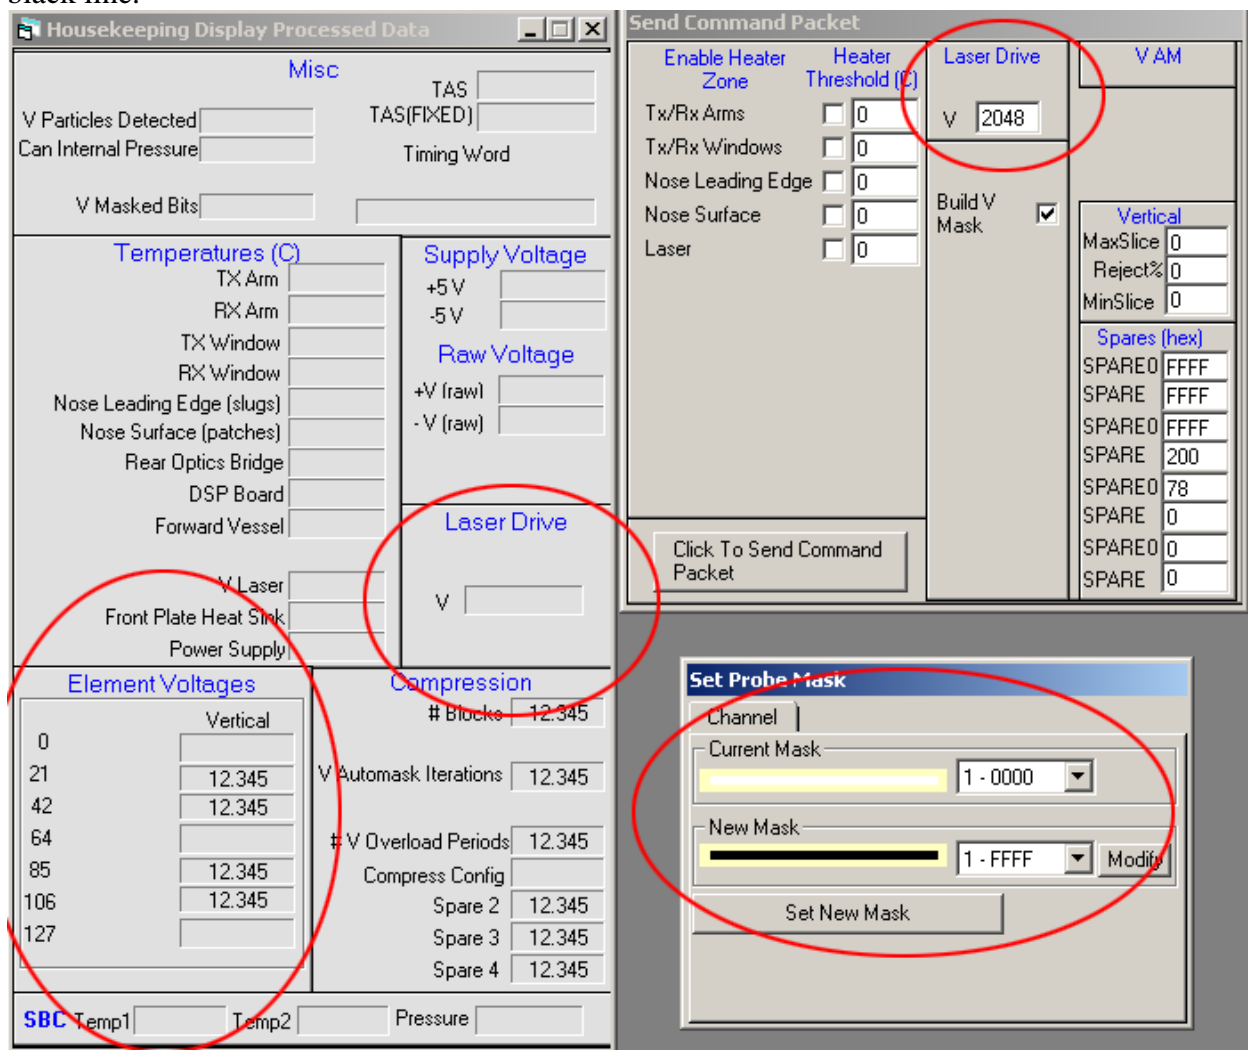 Housekeeping Display Processed Data
Misc
TAS
V Particles Detected
TAS(FIXED)
Can Internal Pressure
Timing Word
V Masked Bits
Temperatures (C)
TX Arm
RX Arm
TX Window
RX Window
Nose Leading Edge (slugs)
Nose Surface (patches)
Rear Optics Bridge
DSP Board
Forward Vessel
V Laser
Front Plate Heat Sink
Power Supply
Supply Voltage
+5 V
-5 V
Raw Voltage
+V (raw)
- V (raw)
Laser Drive
V
Element Voltages
Vertical
0
21 12.345
42 12.345
64
85 12.345
106 12.345
127
Compression
# Blocks 12.345
V Automask Iterations 12.345
# V Overload Periods 12.345
Compress Config
Spare 2 12.345
Spare 3 12.345
Spare 4 12.345
SBC Temp1 Temp2 Pressure
Send Command Packet
Enable Heater Zone
Heater Threshold (C)
Tx/Rx Arms 0
Tx/Rx Windows 0
Nose Leading Edge 0
Nose Surface 0
Laser 0
Click To Send Command
Packet
Laser Drive
V 2048
Build V
Mask
V AM
Vertical
MaxSlice 0
Reject% 0
MinSlice 0
Spares (hex)
SPARE0 FFFF
SPARE FFFF
SPARE0 FFFF
SPARE 200
SPARE0 78
SPARE 0
SPARE0 0
SPARE 0
Set Probe Mask
Channel
Current Mask
1 - 0000
New Mask
1 - FFFF Modify
Set New Mask